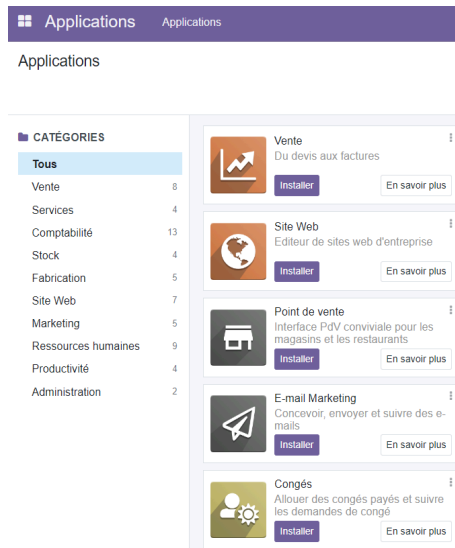 Applications Applications
Applications
CATÉGORIES
Tous
Vente 8
Services 4
Comptabilité 13
Stock 4
Fabrication 5
Site Web 7
Marketing 5
Ressources humaines 9
Productivité 4
Administration 2
Vente
Du devis aux factures
Installer En savoir plus
Site Web
Editeur de sites web d'entreprise
Installer En savoir plus
Point de vente
Interface PdV conviviale pour les
magasins et les restaurants
Installer En savoir plus
E-mail Marketing
Concevoir, envoyer et suivre des e-
mails
Installer En savoir plus
Congés
Allouer des congés payés et suivre
les demandes de congé
Installer En savoir plus